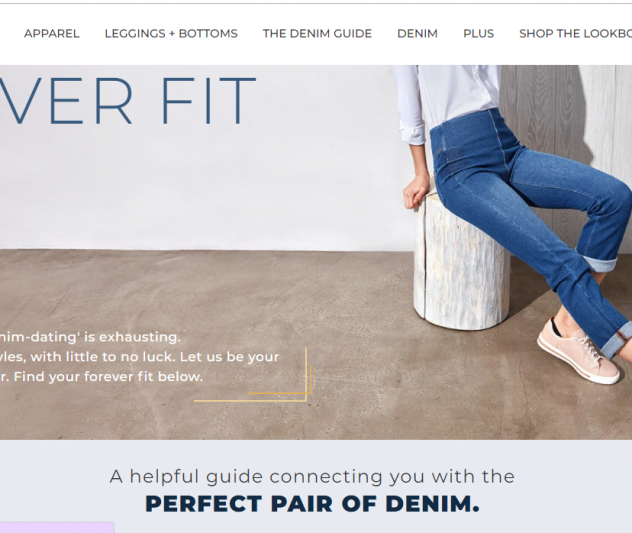 APPAREL LEGGINGS + BOTTOMS THE DENIM GUIDE DENIM PLUS SHOP THE LOOKBO
VER FIT
nim-dating' is exhausting.
yles, with little to no luck. Let us be your
r. Find your forever fit below.
A helpful guide connecting you with the
PERFECT PAIR OF DENIM.